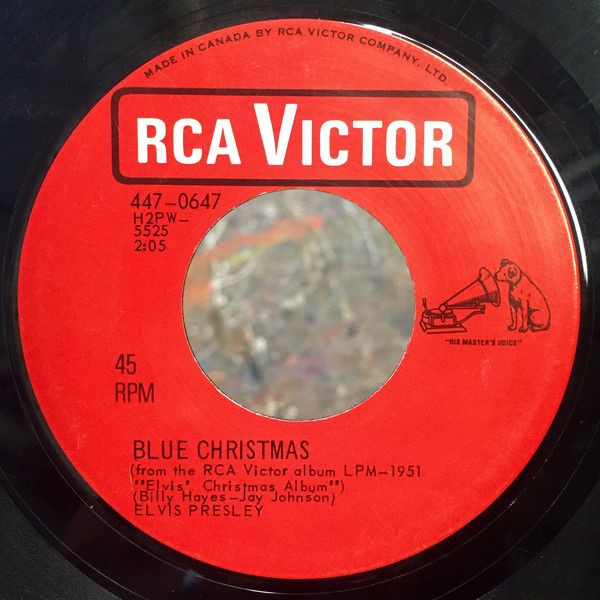 MADE IN CANADA BY RCA VICTOR COMPANY, LTD.
RCA VICTOR
447-0647
H2PW-
5525
2:05
"HIS MASTER'S VOICE"
45
RPM
BLUE CHRISTMAS
(from the RCA Victor album LPM-1951
"Elvis' Christmas Album")
(Billy Hayes-Jay Johnson)
ELVIS PRESLEY